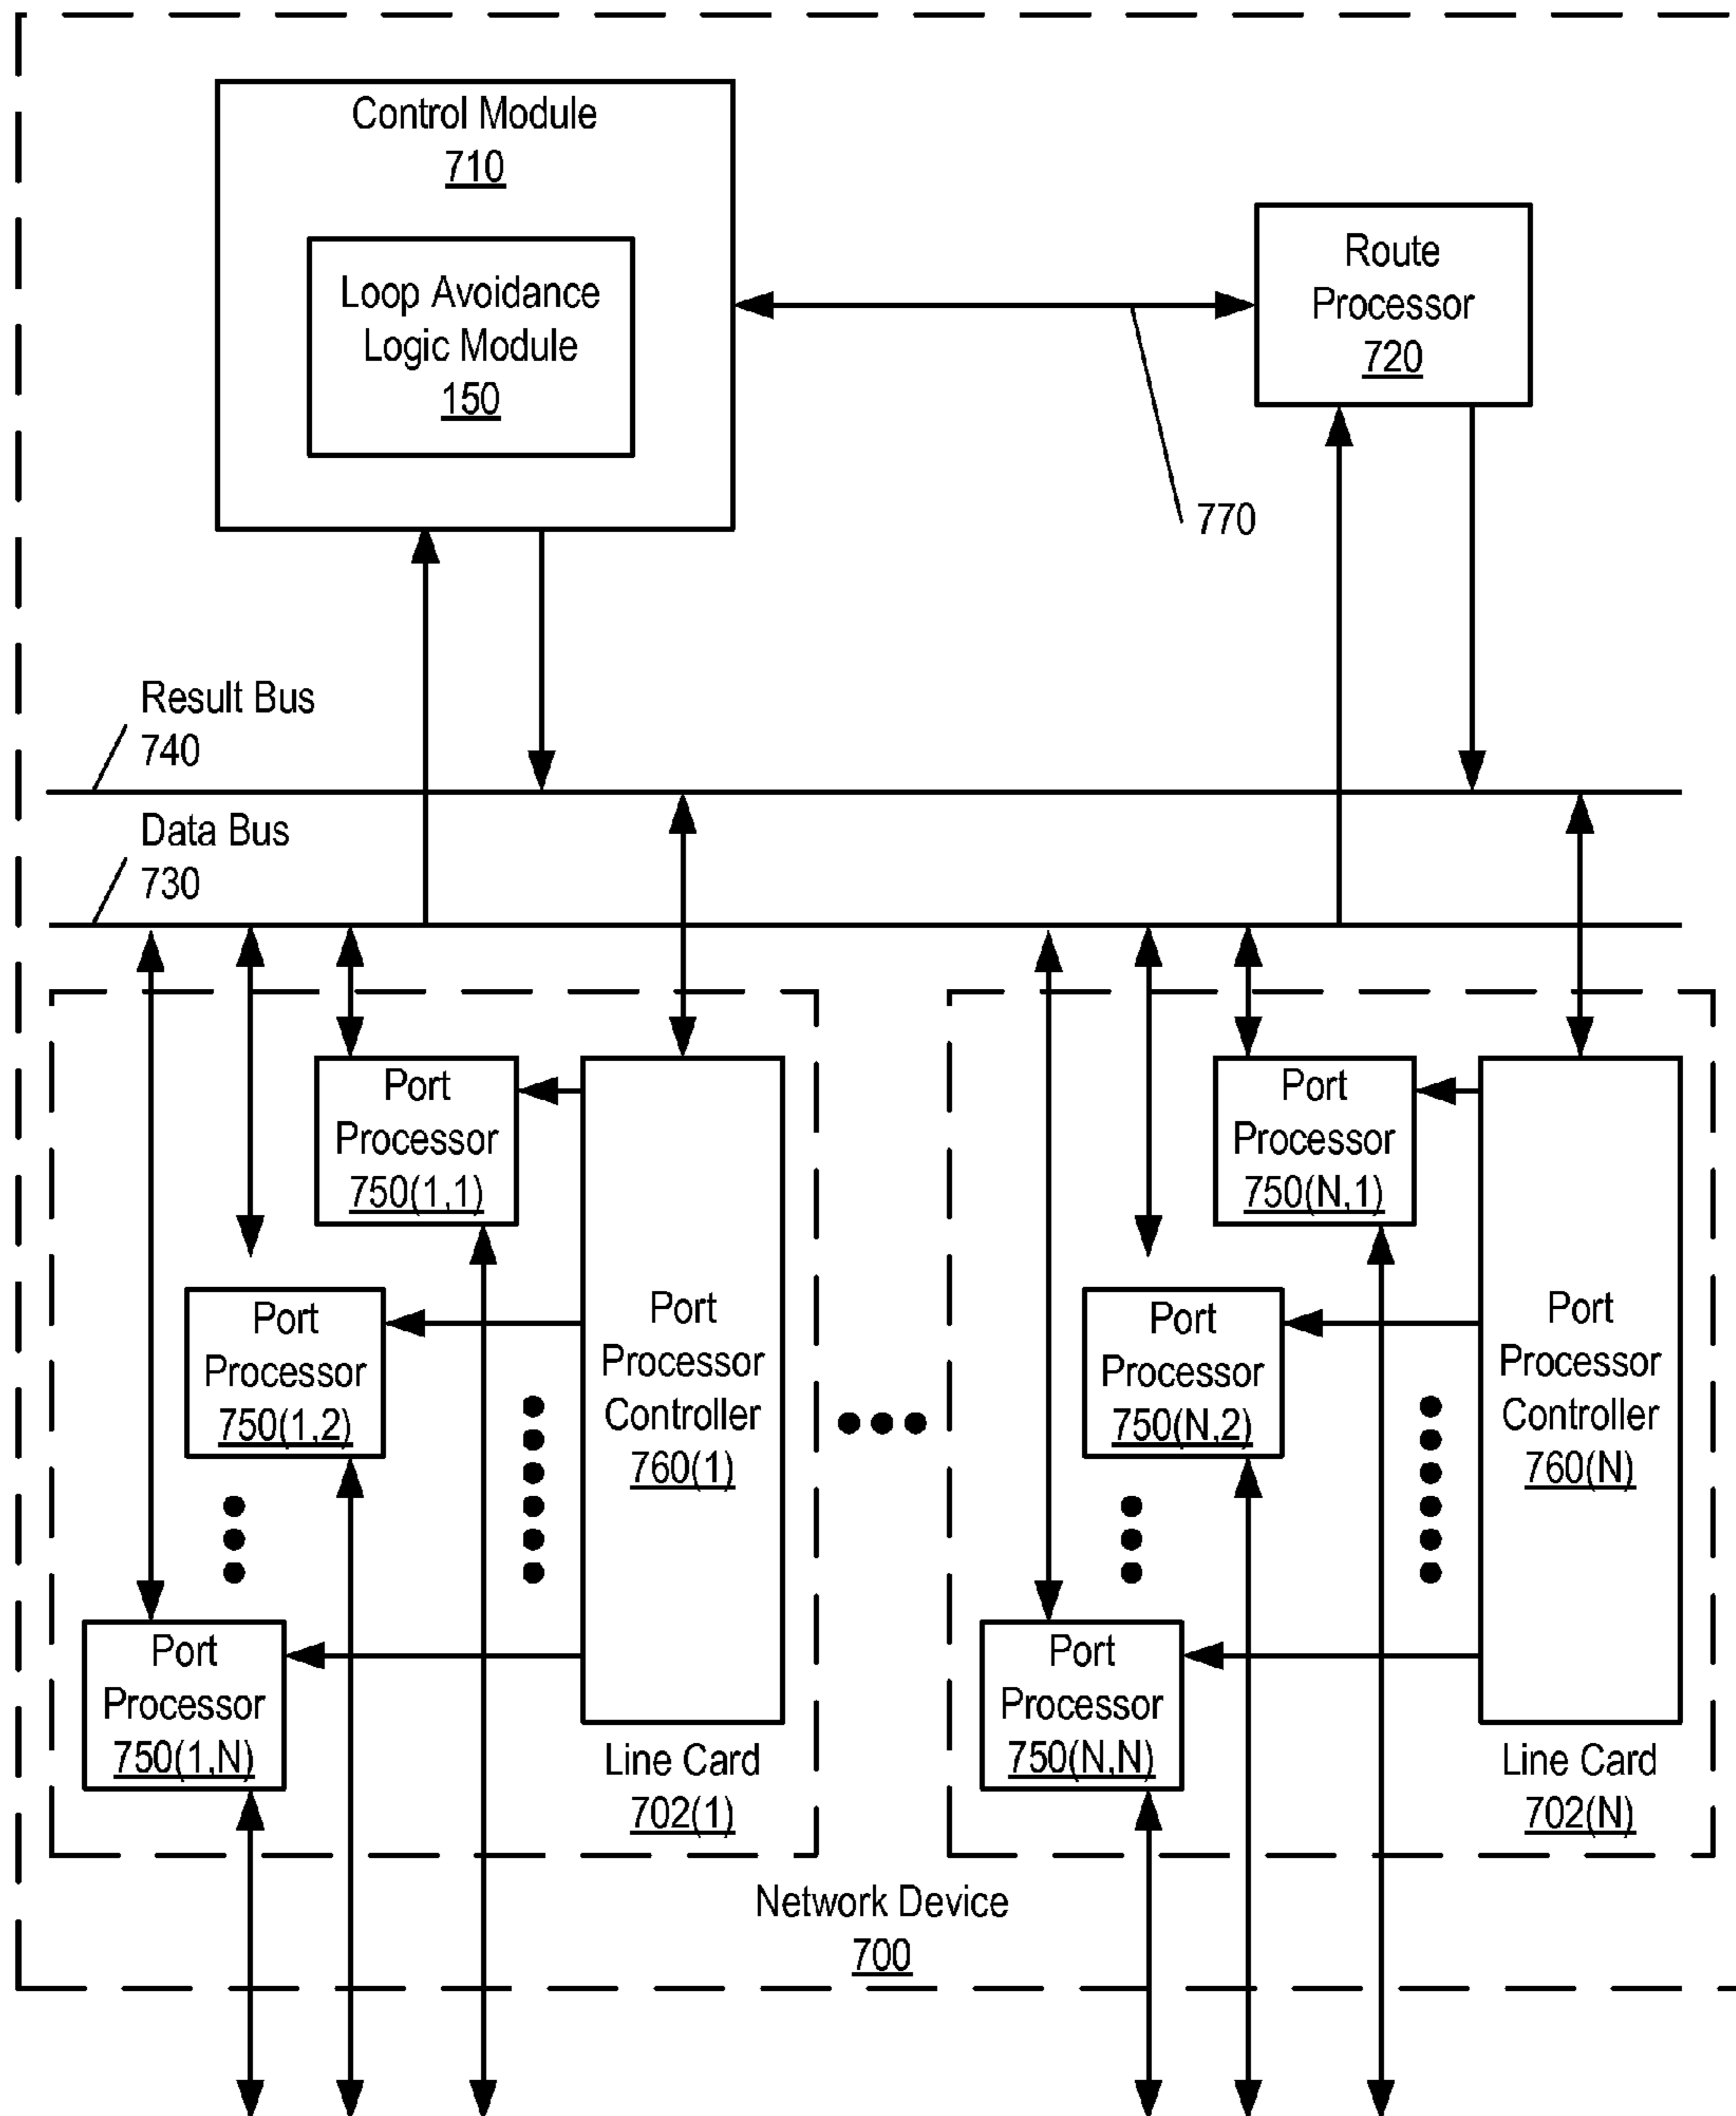 Control Module
710
Loop Avoidance
Logic Module
150
Route
Processor
720
770
Result Bus
740
Data Bus
730
Port
Processor
750(1,1)
Port
Processor
750(1,2)
Port
Processor
750(1,N)
Port
Processor
Controller
760(1)
Line Card
702(1)
Port
Processor
750(N,1)
Port
Processor
750(N,2)
Port
Processor
750(N,N)
Port
Processor
Controller
760(N)
Line Card
702(N)
Network Device
700